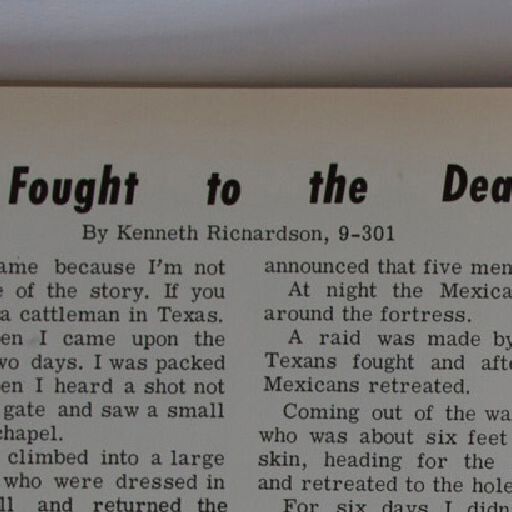 Fought to the Dea
By Kenneth Ricnardson, 9-301
ame because I'm not
e of the story. If you
a cattleman in Texas.
en I came upon the
wo days. I was packed
en I heard a shot not
gate and saw a small
chapel.
climbed into a large
who were dressed in
ll and returned the
announced that five men
At night the Mexica
around the fortress.
A raid was made by
Texans fought and afte
Mexicans retreated.
Coming out of the wa
who was about six feet
skin, heading for the
and retreated to the hole
For six days I didn